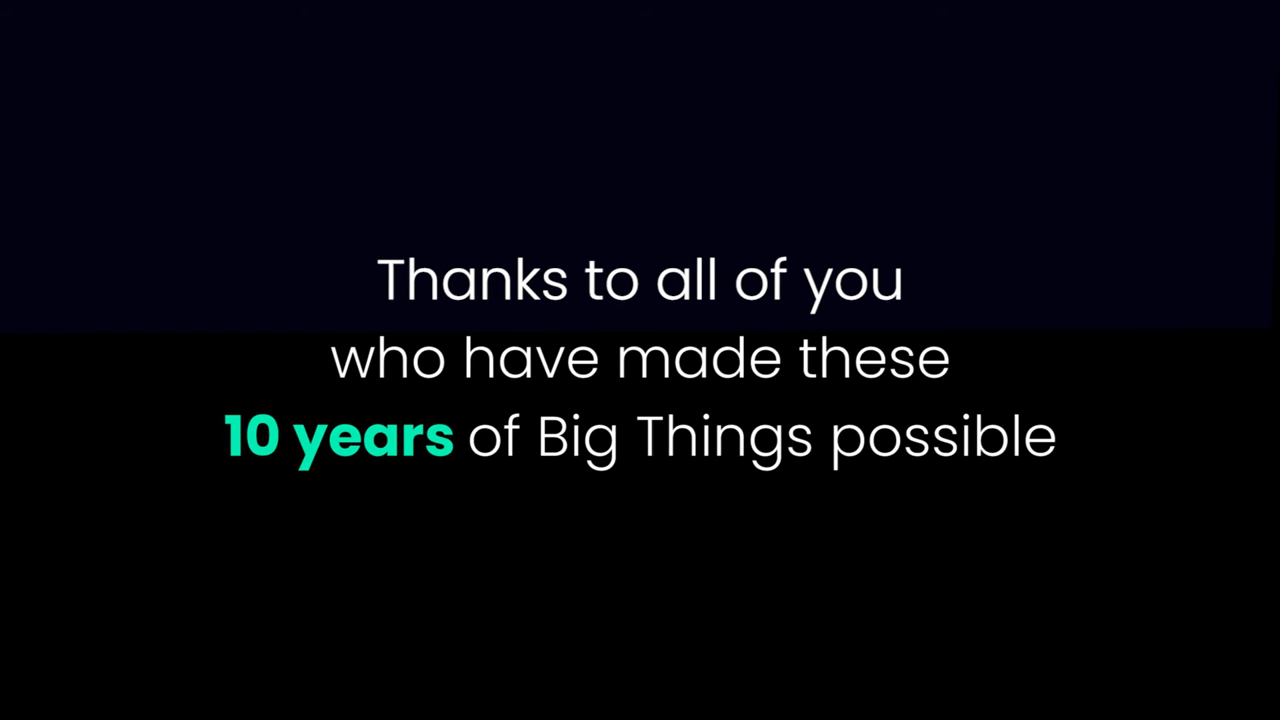 Thanks to all of you
who have made these
10 years of Big Things possible